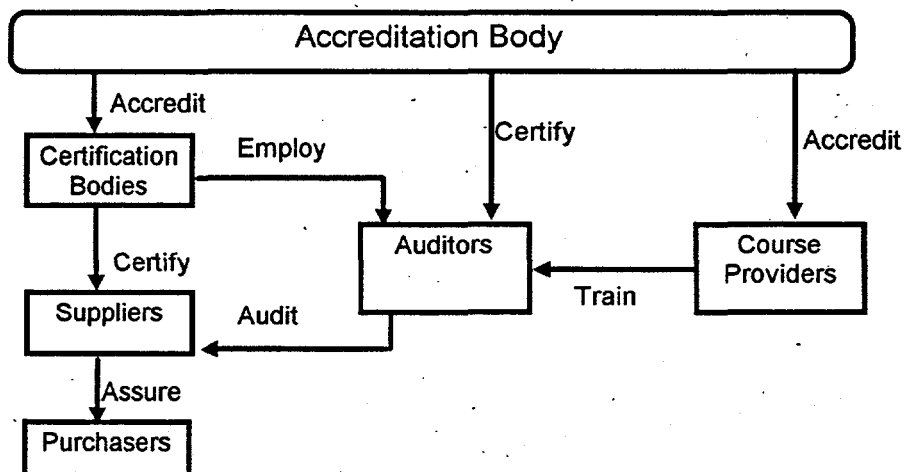 Accreditation Body
Accredit
Certify
Accredit
Certification
Bodies
Employ
Auditors
Course
Providers
Certify
Train
Suppliers
Audit
Assure
Purchasers